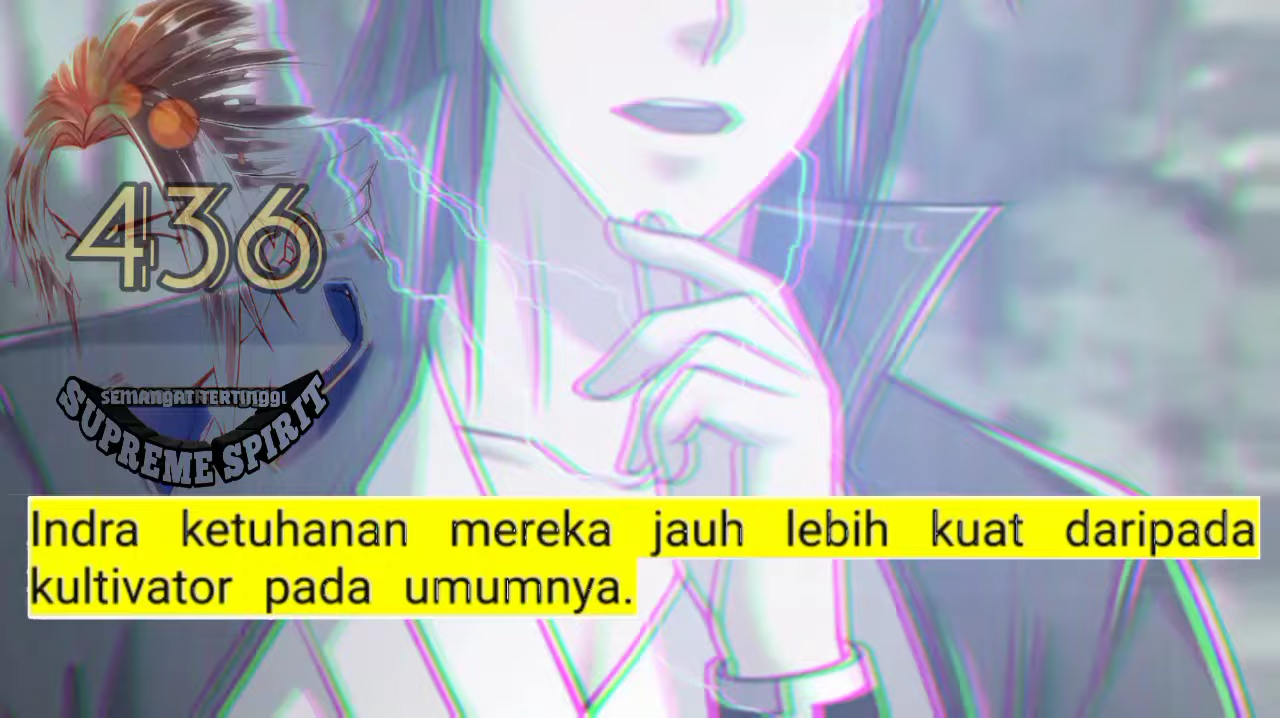 436
SEMANGAT TERTINGGI
SUPREME SPIRIT
Indra ketuhanan mereka jauh lebih kuat daripada
kultivator pada umumnya.